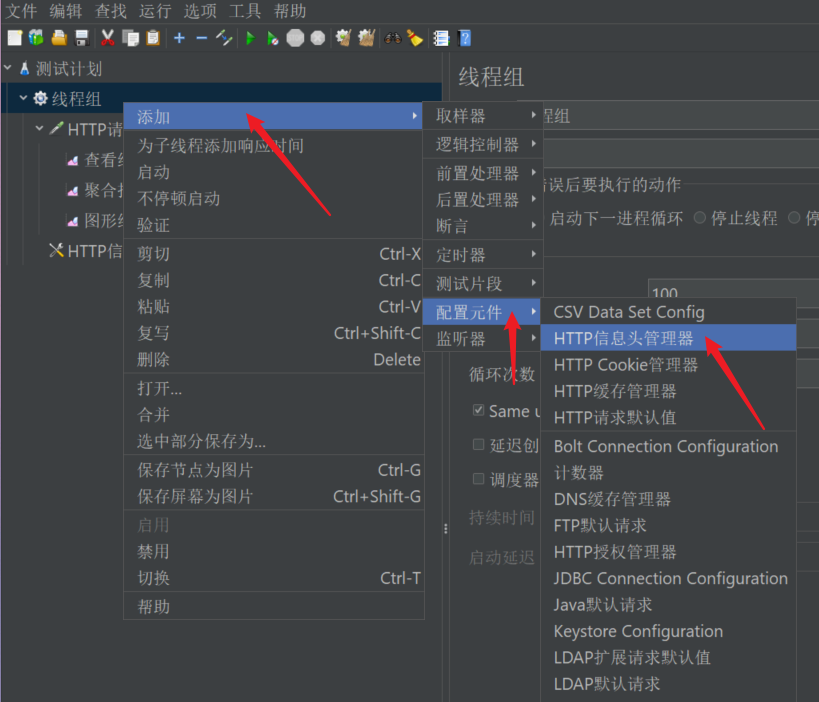 文件 编辑 查找 运行 选项 工具 帮助
测试计划
线程组
HTTP请
查看
聚合
图形
HTTP信
线程组
程组
误后要执行的动作
启动下一进程循环 停止线程 停
100
循环次数
Same u
延迟创
调度器
持续时间
启动延迟
添加
为子线程添加响应时间
启动
不停顿启动
验证
剪切 Ctrl-X
复制 Ctrl-C
粘贴 Ctrl-V
复写 Ctrl+Shift-C
删除 Delete
打开...
合并
选中部分保存为...
保存节点为图片 Ctrl-G
保存屏幕为图片 Ctrl+Shift-G
启用
禁用
切换 Ctrl-T
帮助
取样器
逻辑控制器
前置处理器
后置处理器
断言
定时器
测试片段
配置元件
监听器
CSV Data Set Config
HTTP信息头管理器
HTTP Cookie管理器
HTTP缓存管理器
HTTP请求默认值
Bolt Connection Configuration
计数器
DNS缓存管理器
FTP默认请求
HTTP授权管理器
JDBC Connection Configuration
Java默认请求
Keystore Configuration
LDAP扩展请求默认值
LDAP默认请求